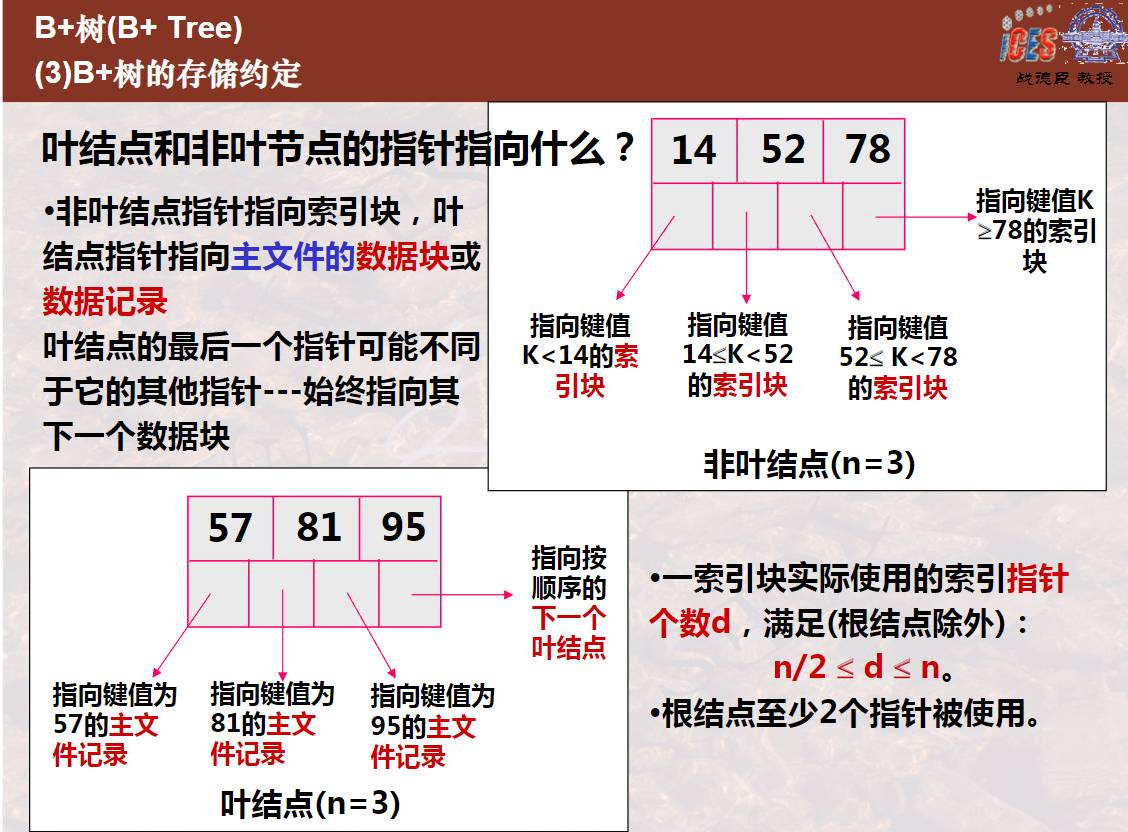 B+树(B+ Tree)
(3)B+树的存储约定
iCES
战德臣 教授
叶结点和非叶节点的指针指向什么？
•非叶结点指针指向索引块，叶
结点指针指向主文件的数据块或
数据记录
叶结点的最后一个指针可能不同
于它的其他指针---始终指向其
下一个数据块
14 52 78
指向键值K
≥78的索引
块
指向键值
K<14的索
引块
指向键值
14≤K<52
的索引块
指向键值
52≤ K<78
的索引块
非叶结点(n=3)
57 81 95
指向按
顺序的
下一个
叶结点
指向键值为
57的主文
件记录
指向键值为
81的主文
件记录
指向键值为
95的主文
件记录
叶结点(n=3)
•一索引块实际使用的索引指针
个数d，满足(根结点除外)：
n/2 ≤ d ≤ n。
•根结点至少2个指针被使用。